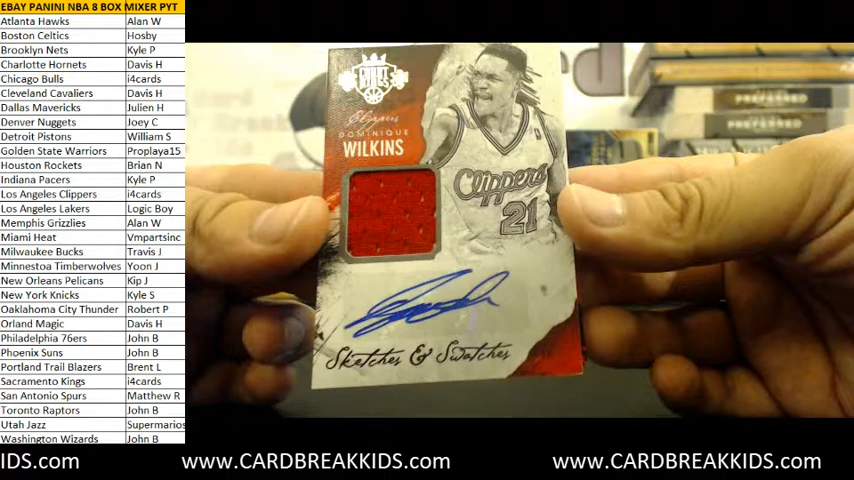 EBAY PANINI NBA 8 BOX MIXER PYT
Atlanta Hawks Alan W
Boston Celtics Hosby
Brooklyn Nets Kyle P
Charlotte Hornets Davis H
Chicago Bulls i4cards
Cleveland Cavaliers Davis H
Dallas Mavericks Julien H
Denver Nuggets Joey C
Detroit Pistons William S
Golden State Warriors Proplaya15
Houston Rockets Brian N
Indiana Pacers Kyle P
Los Angeles Clippers i4cards
Los Angeles Lakers Logic Boy
Memphis Grizzlies Alan W
Miami Heat Vmpartsinc
Milwaukee Bucks Travis J
Minnestoa Timberwolves Yoon J
New Orleans Pelicans Kip J
New York Knicks Kyle S
Oaklahoma City Thunder Robert P
Orland Magic Davis H
Philadelphia 76ers John B
Phoenix Suns John B
Portland Trail Blazers Brent L
Sacramento Kings i4cards
San Antonio Spurs Matthew R
Toronto Raptors John B
Utah Jazz Supermarios
Washington Wizards John B
COURT KINGS
Clippers
DOMINIQUE
WILKINS
Clippers
21
Sketches & Swatches
PREFERRED
PREFERRED
IDS.com www.CARDBREAKKIDS.com www.CARDBREAKKIDS.com